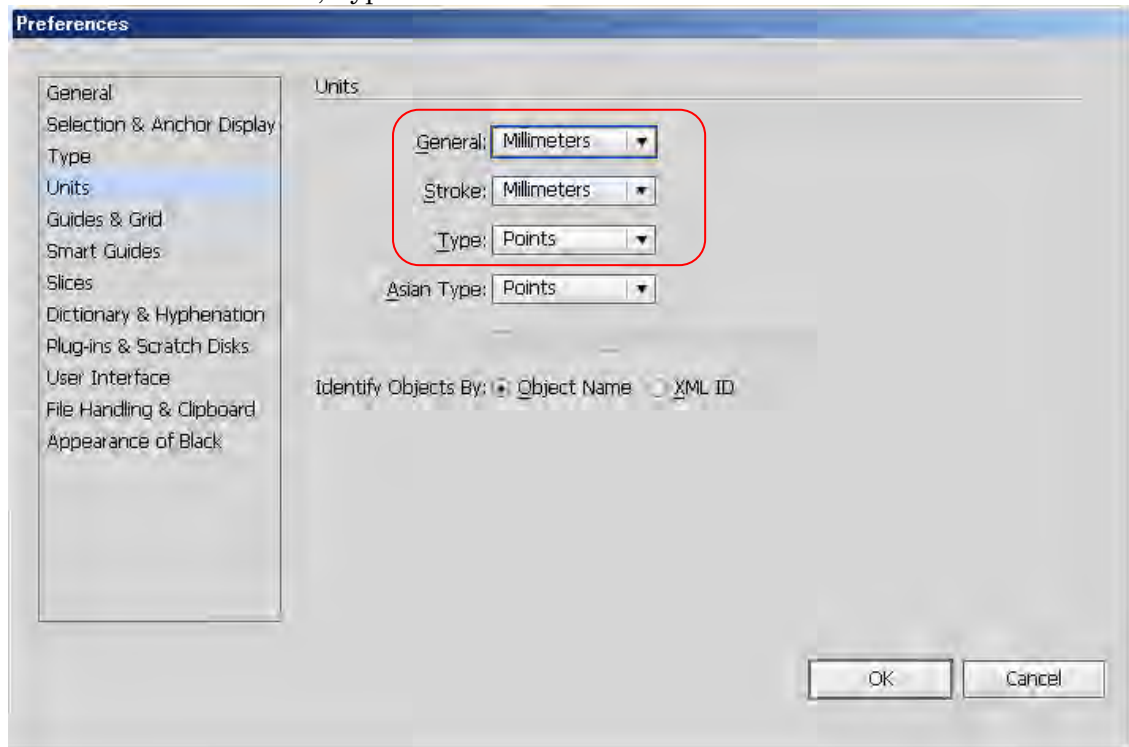 Preferences
General
Selection & Anchor Display
Type
Units
Guides & Grid
Smart Guides
Slices
Dictionary & Hyphenation
Plug-ins & Scratch Disks
User Interface
File Handling & Clipboard
Appearance of Black
Units
General: Millimeters
Stroke: Millimeters
Type: Points
Asian Type: Points
Identify Objects By: Object Name XML ID
OK Cancel